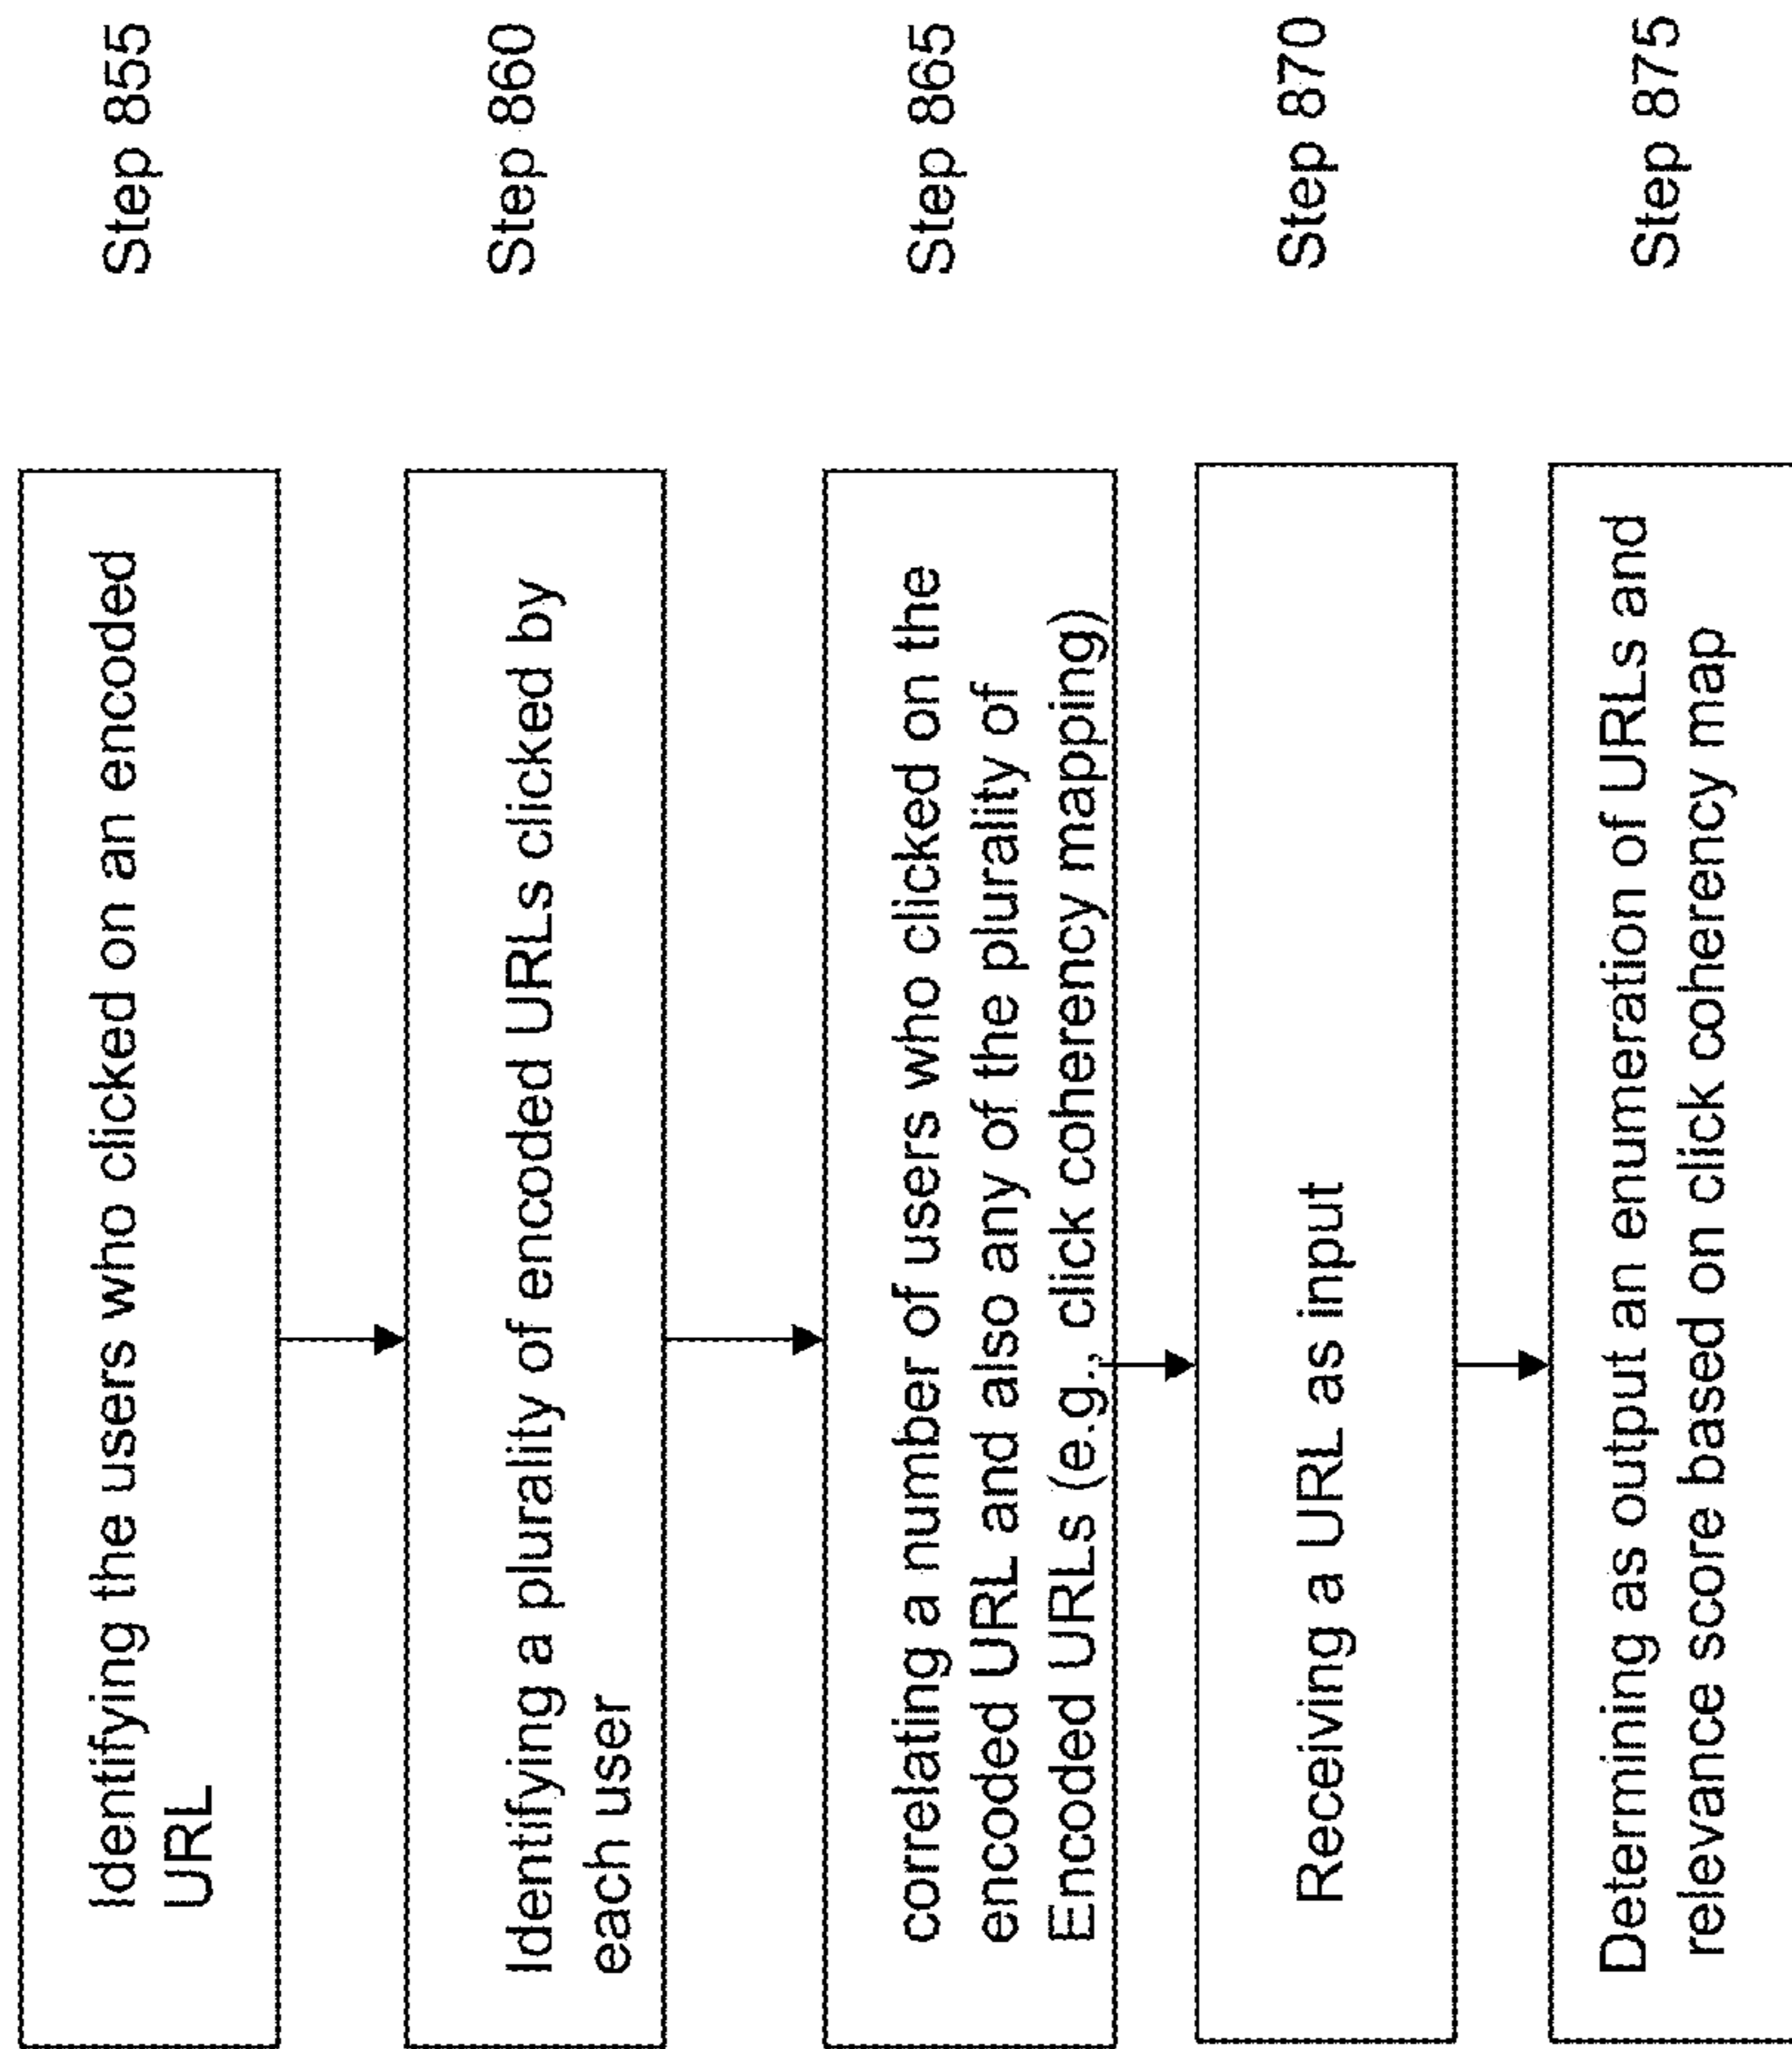 Identifying the users who clicked on an encoded
URL
Step 855
Identifying a plurality of encoded URLs clicked by
each user
Step 860
correlating a number of users who clicked on the
encoded URL and also any of the plurality of
Encoded URLs (e.g., click coherency mapping)
Step 865
Receiving a URL as input
Step 870
Determining as output an enumeration of URLs and
relevance score based on click coherency map
Step 875